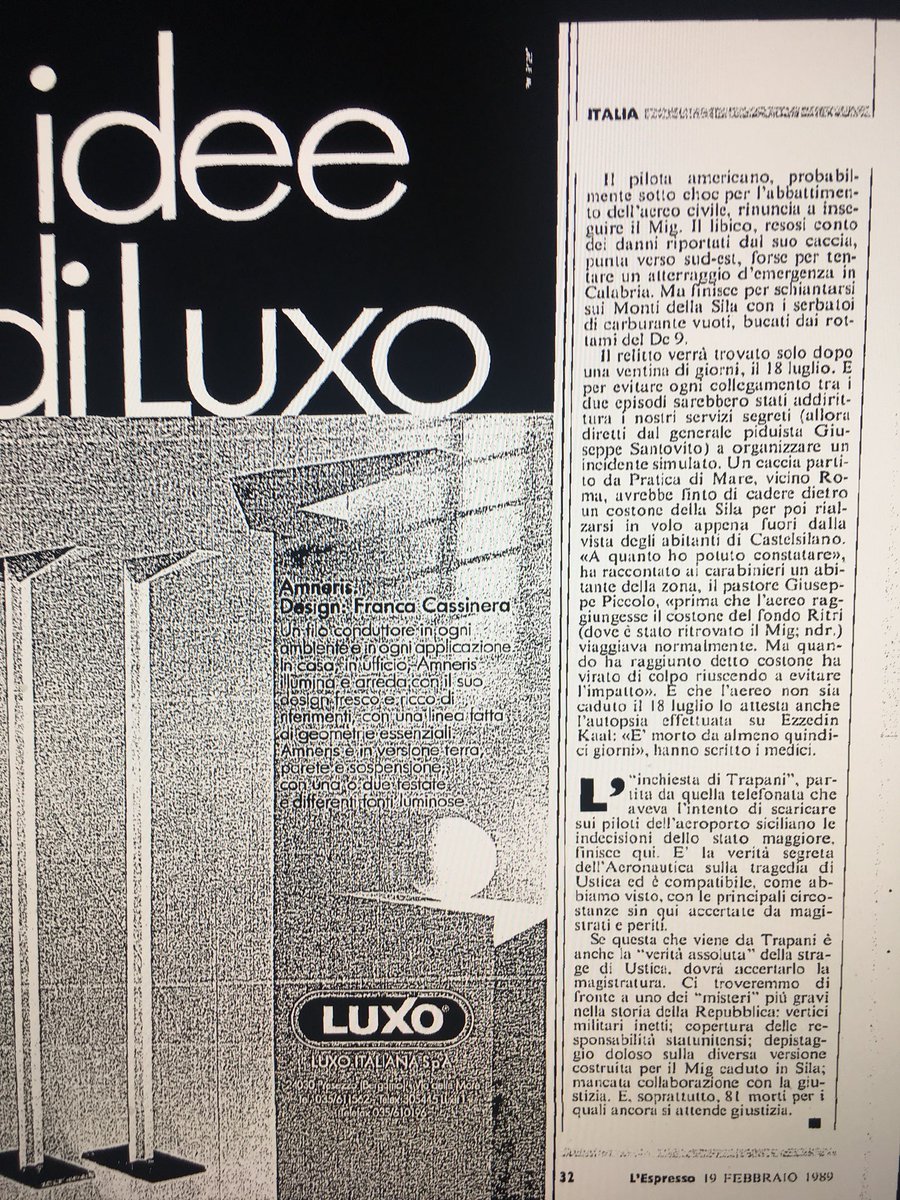 idee
di Luxo
Amneris.
Design: Franca Cassinera
Un filo conduttore in ogni
ambiente e in ogni applicazione.
In casa, in ufficio, Amneris
illumina e arreda con il suo
design fresco e ricco di
riferimenti, con una linea fatta
di geometrie essenziali.
Amneris è in versione terra,
parete e sospensione,
con una o due testate
e differenti fonti luminose.
LUXO®
LUXO ITALIANA SpA
ITALIA
Il pilota americano, probabil-
mente sotto choc per l'abbattimen-
to dell'aereo civile, rinuncia a inse-
guire il Mig. Il libico, resosi conto
dei danni riportati dal suo caccia,
punta verso sud-est, forse per ten-
tare un atterraggio d'emergenza in
Calabria. Ma finisce per schiantarsi
sui Monti della Sila con i serbatoi
di carburante vuoti, bucati dai rot-
tami del Dc 9.
Il relitto verrà trovato solo dopo
una ventina di giorni, il 18 luglio. E
per evitare ogni collegamento tra i
due episodi sarebbero stati addirit-
tura i nostri servizi segreti (allora
diretti dal generale piduista Giu-
seppe Santovito) a organizzare un
incidente simulato. Un caccia parti-
to da Pratica di Mare, vicino Ro-
ma, avrebbe finto di cadere dietro
un costone della Sila per poi rial-
zarsi in volo appena fuori dalla
vista degli abitanti di Castelsilano.
«A quanto ho potuto constatare»,
ha raccontato ai carabinieri un abi-
tante della zona, il pastore Giusep-
pe Piccolo, «prima che l'aereo rag-
giungesse il costone del fondo Ritri
(dove è stato ritrovato il Mig; ndr.)
viaggiava normalmente. Ma quan-
do ha raggiunto detto costone ha
virato di colpo riuscendo a evitare
l'impatto». E che l'aereo non sia
caduto il 18 luglio lo attesta anche
l'autopsia effettuata su Ezzedin
Kaal: «E' morto da almeno quindi-
ci giorni», hanno scritto i medici.
L'"inchiesta di Trapani", par-
tita da quella telefonata che
aveva l'intento di scaricare
sui piloti dell'aeroporto siciliano le
indecisioni dello stato maggiore,
finisce qui. E' la verità segreta
dell'Aeronautica sulla tragedia di
Ustica ed è compatibile, come ab-
biamo visto, con le principali circo-
stanze sin qui accertate da magi-
strati e periti.
Se questa che viene da Trapani è
anche la "verità assoluta" della stra-
ge di Ustica, dovrà accertarlo la
magistratura. Ci troveremmo di
fronte a uno dei "misteri" più gravi
nella storia della Repubblica: vertici
militari inetti; copertura delle re-
sponsabilità statunitensi; depistag-
gio doloso sulla diversa versione
costruita per il Mig caduto in Sila;
mancata collaborazione con la giu-
stizia. E, soprattutto, 81 morti per i
quali ancora si attende giustizia.
32 L'Espresso 19 FEBBRAIO 1989